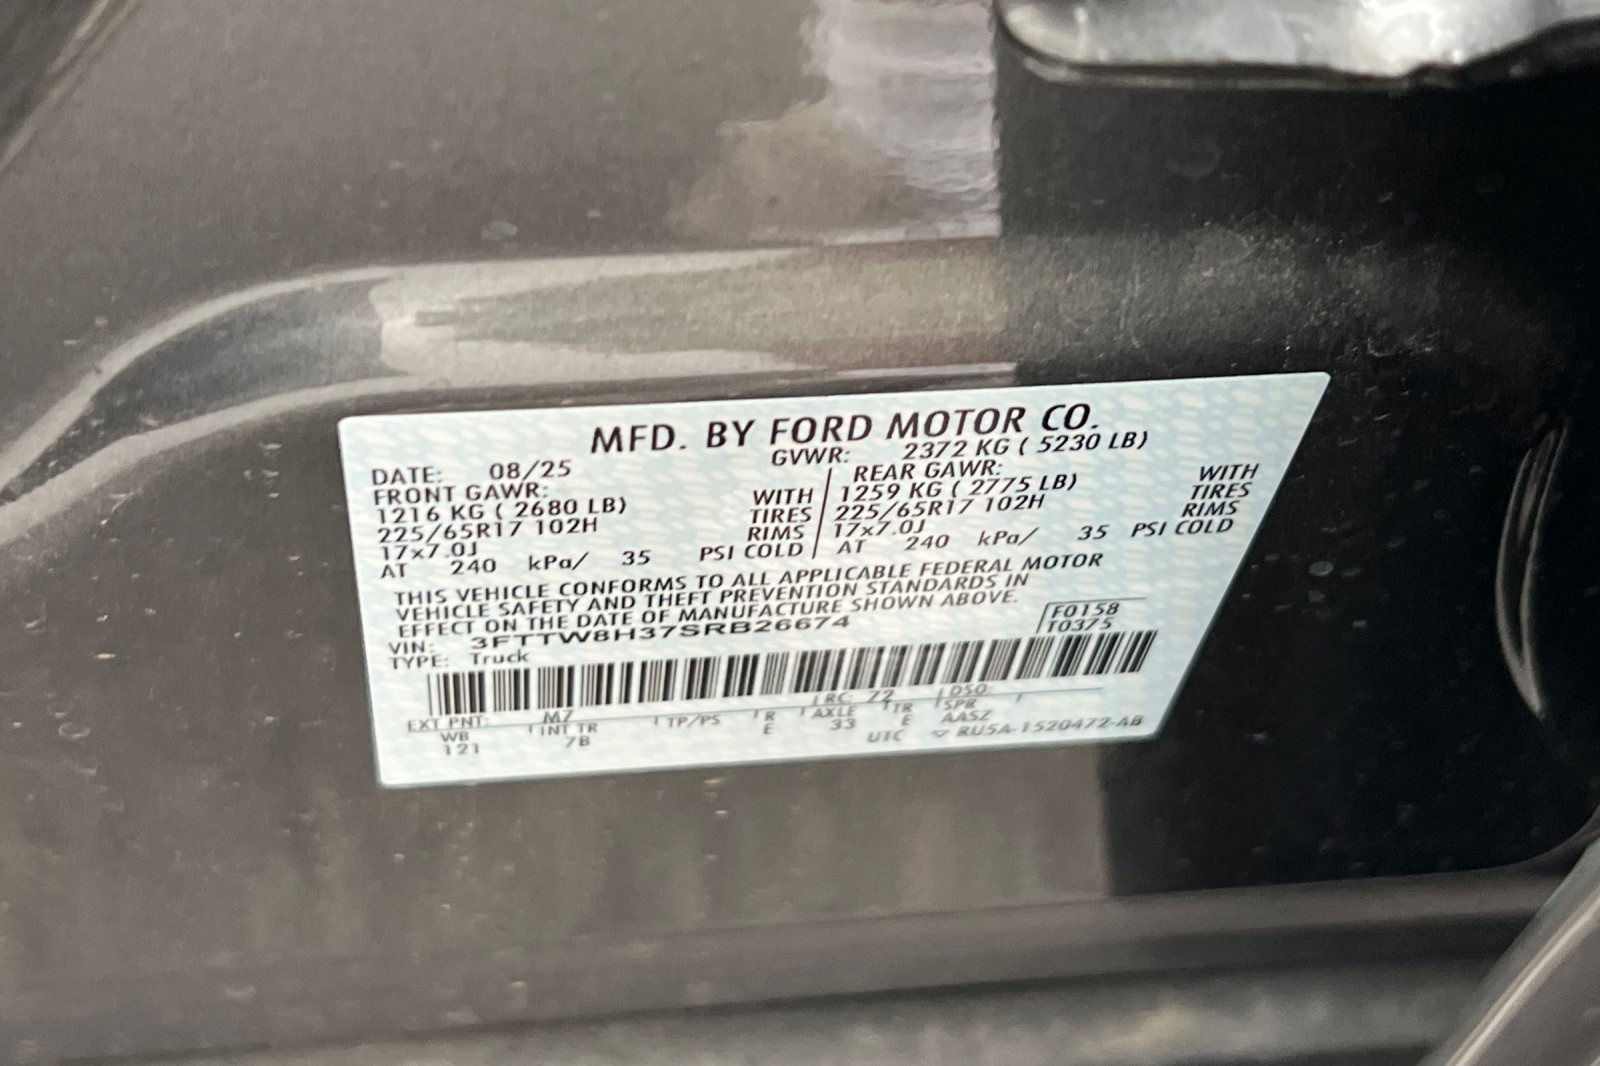 MFD. BY FORD MOTOR CO.
DATE: 08/25 GVWR: 2372 KG ( 5230 LB)
FRONT GAWR: REAR GAWR:
1216 KG ( 2680 LB) WITH 1259 KG ( 2775 LB) WITH
225/65R17 102H TIRES 225/65R17 102H TIRES
17x7.0J RIMS 17x7.0J RIMS
AT 240 kPa/ 35 PSI COLD AT 240 kPa/ 35 PSI COLD
THIS VEHICLE CONFORMS TO ALL APPLICABLE FEDERAL MOTOR
VEHICLE SAFETY AND THEFT PREVENTION STANDARDS IN
EFFECT ON THE DATE OF MANUFACTURE SHOWN ABOVE.
VIN: 3FTTW8H37SRB26674 F0158
TYPE: Truck T0375
EXT PNT: M7 RC: 72 DSO:
WB INT TR TP/PS R AXLE TR SPR
121 7B E 33 E AASZ
UTC ▽ RU5A-1520472-AB